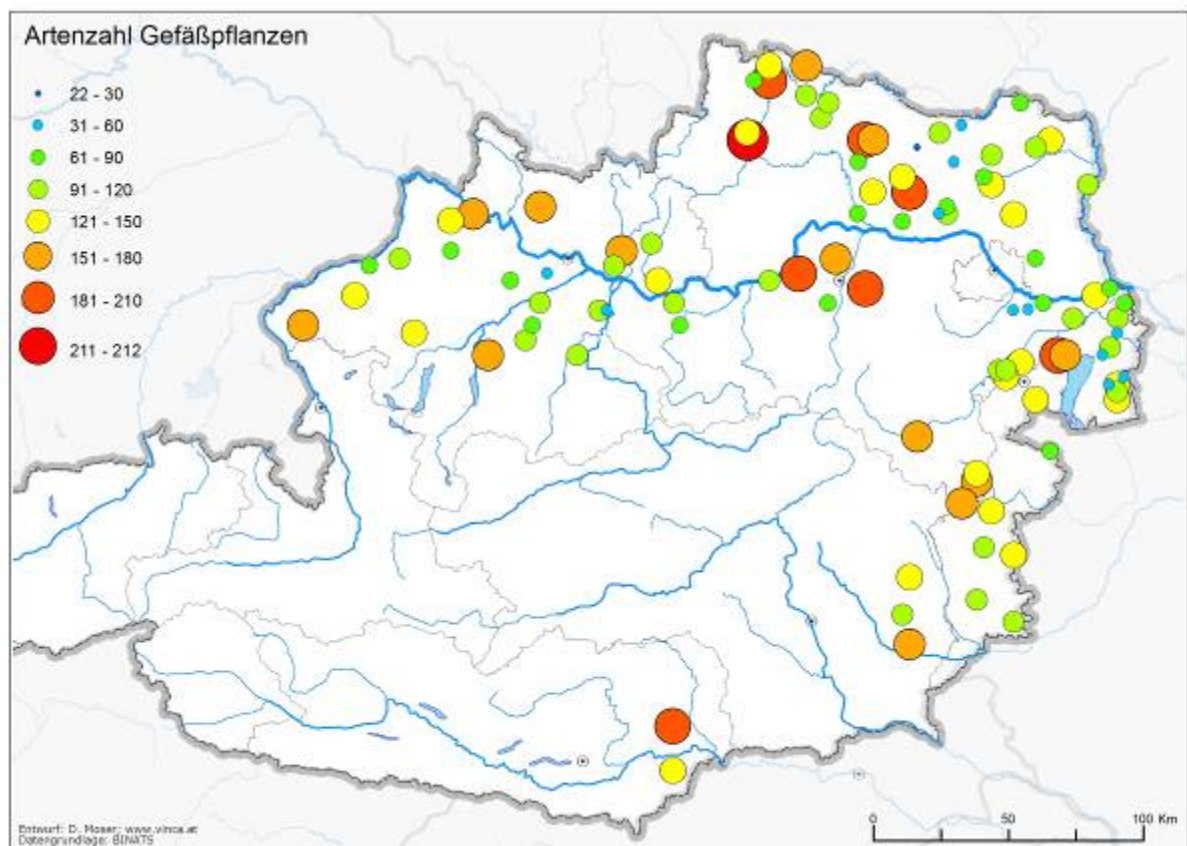 Artenzahl Gefäßpflanzen
22 - 30
31 - 60
61 - 90
91 - 120
121 - 150
151 - 180
181 - 210
211 - 212
Entwurf: D. Moser; www.vinca.at
Datengrundlage: BINATS
0 50 100 Km